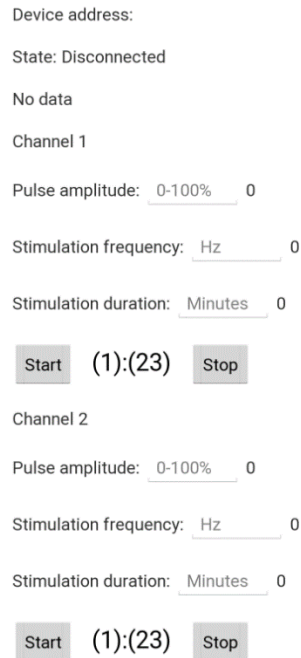 Device address:
State: Disconnected
No data
Channel 1
Pulse amplitude: 0-100% 0
Stimulation frequency: Hz 0
Stimulation duration: Minutes 0
Start (1):(23) Stop
Channel 2
Pulse amplitude: 0-100% 0
Stimulation frequency: Hz 0
Stimulation duration: Minutes 0
Start (1):(23) Stop